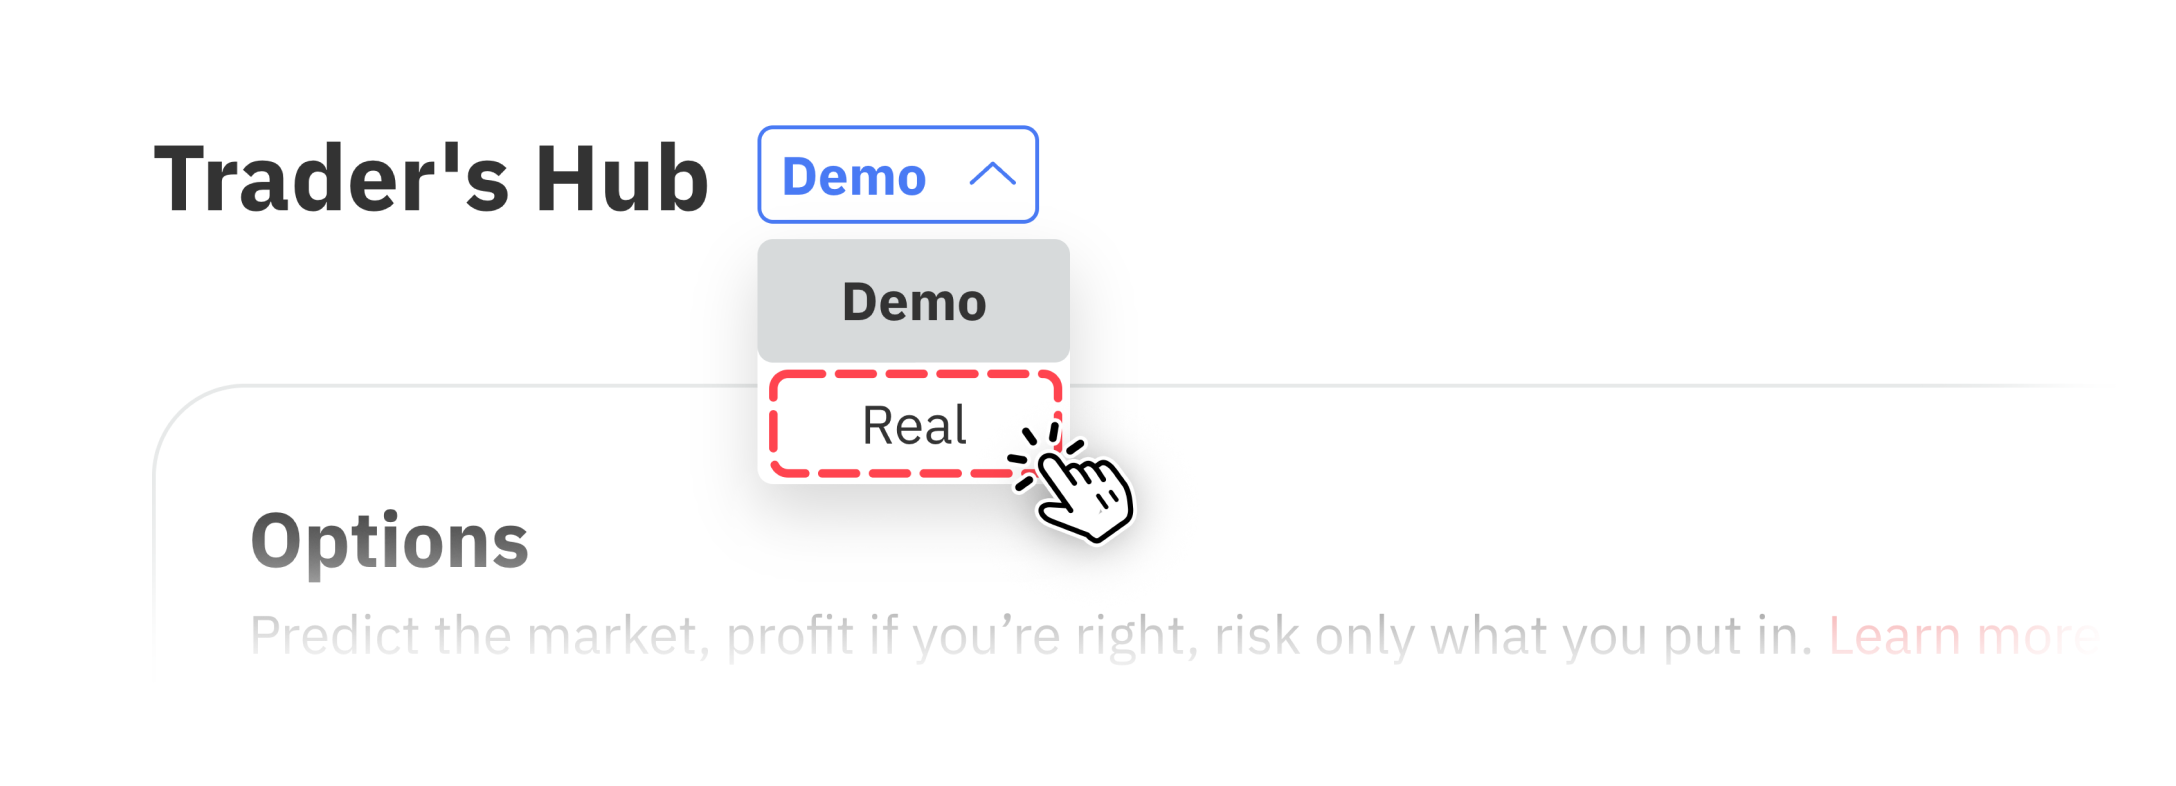 Trader's Hub Demo
Demo
Real
Options
Predict the market, profit if you’re right, risk only what you put in. Learn more